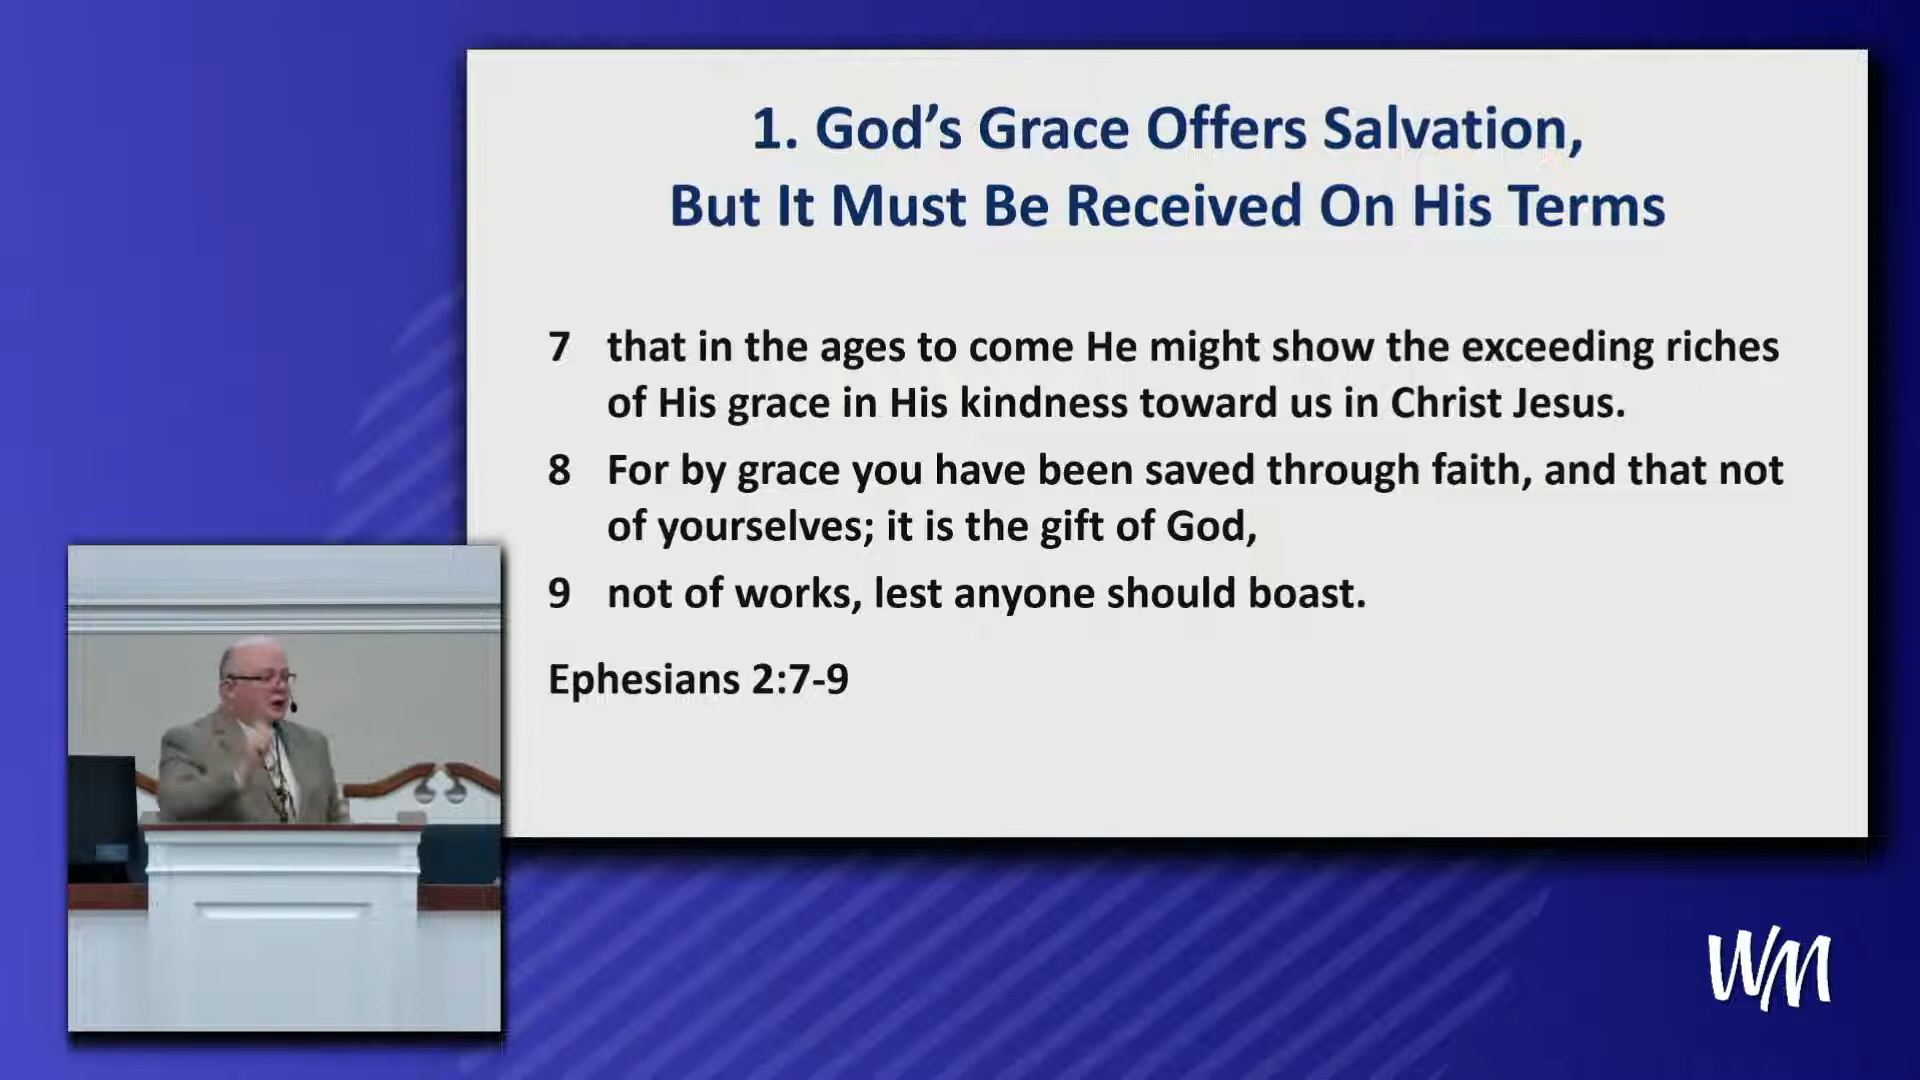 1. God’s Grace Offers Salvation,
But It Must Be Received On His Terms
7 that in the ages to come He might show the exceeding riches
of His grace in His kindness toward us in Christ Jesus.
8 For by grace you have been saved through faith, and that not
of yourselves; it is the gift of God,
9 not of works, lest anyone should boast.
Ephesians 2:7-9
WM